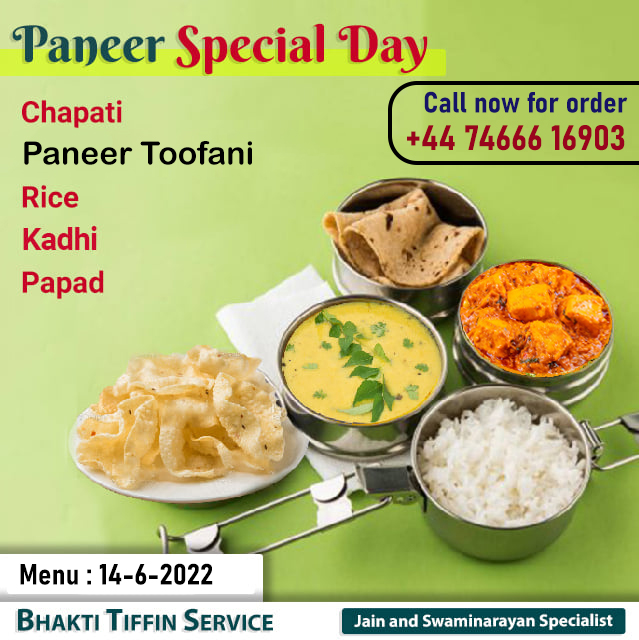 Paneer Special Day
Call now for order
+44 74666 16903
Chapati
Paneer Toofani
Rice
Kadhi
Papad
Menu : 14-6-2022
BHAKTI TIFFIN SERVICE
Jain and Swaminarayan Specialist